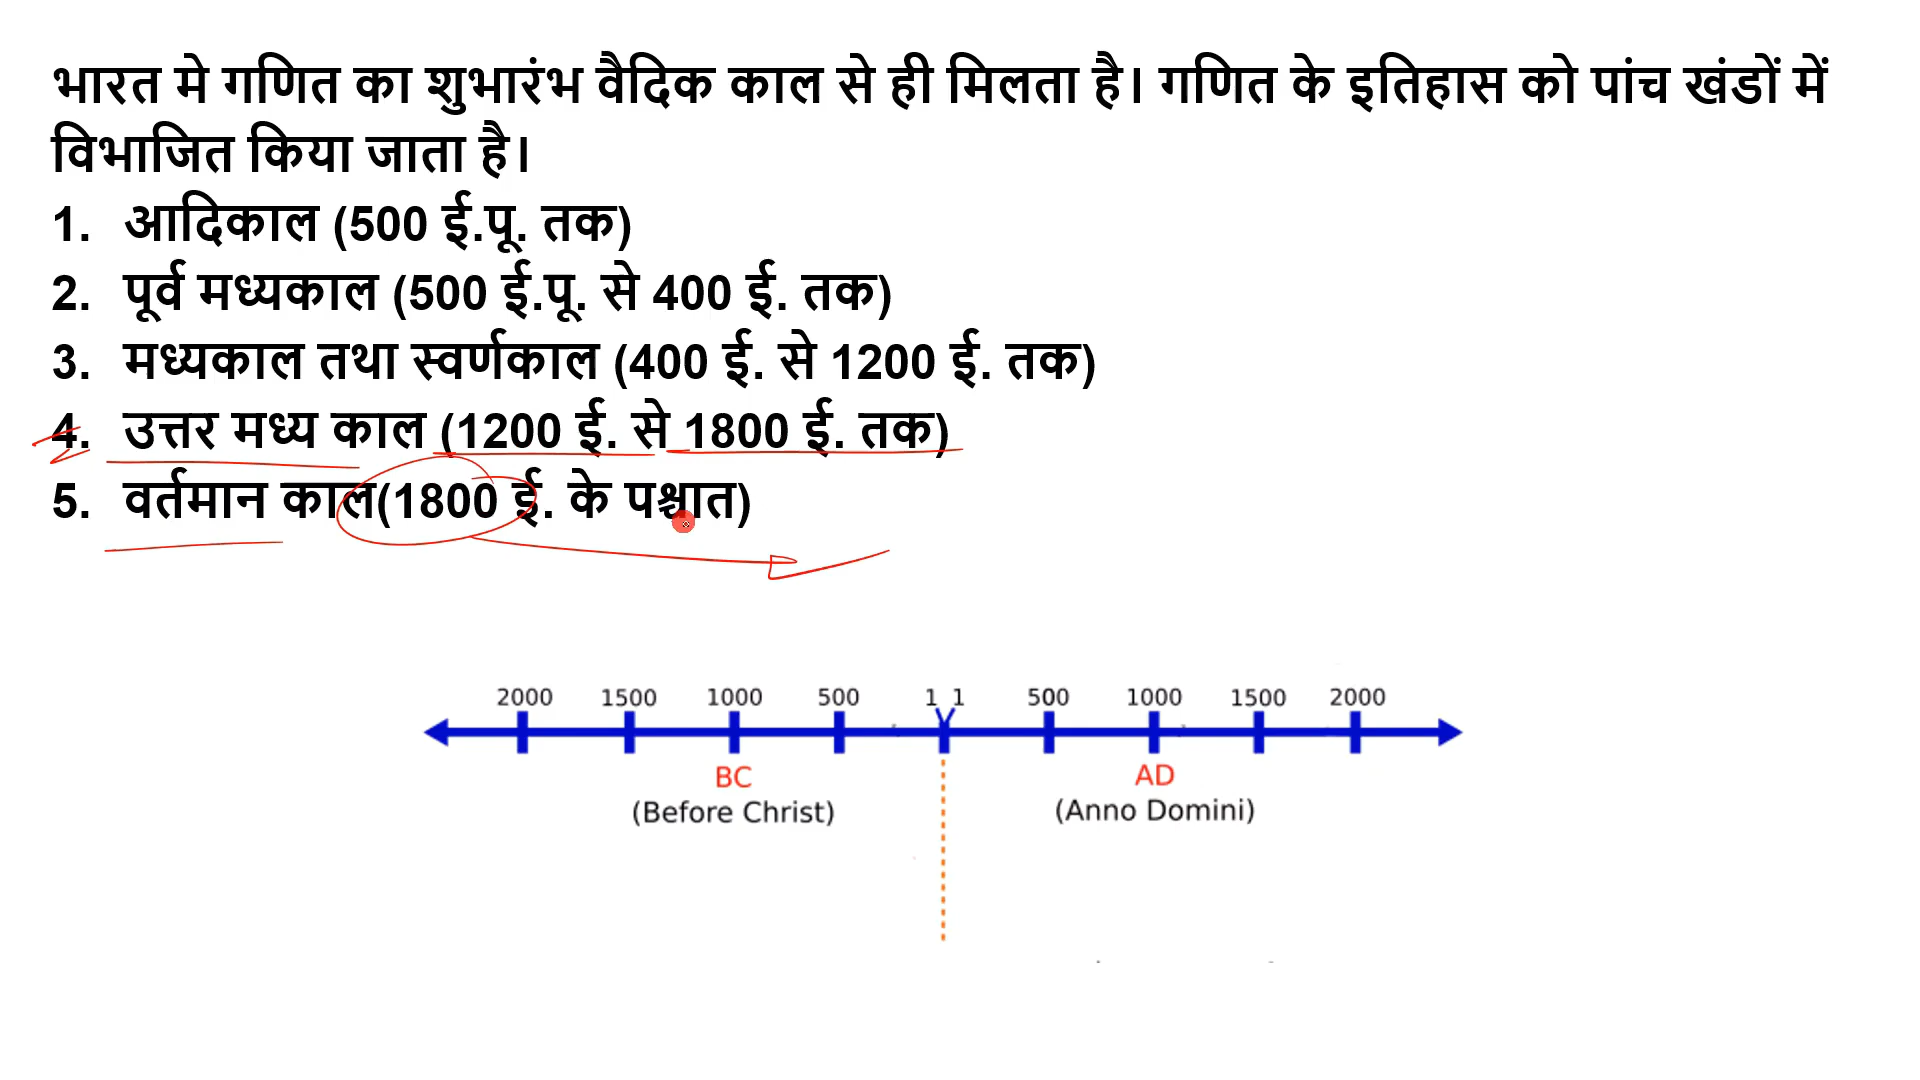 भारत मे गणित का शुभारंभ वैदिक काल से ही मिलता है। गणित के इतिहास को पांच खंडों में
विभाजित किया जाता है।
1. आदिकाल (500 ई.पू. तक)
2. पूर्व मध्यकाल (500 ई.पू. से 400 ई. तक)
3. मध्यकाल तथा स्वर्णकाल (400 ई. से 1200 ई. तक)
4. उत्तर मध्य काल (1200 ई. से 1800 ई. तक)
5. वर्तमान काल(1800 ई. के पश्चात)
2000 1500 1000 500 1 1 500 1000 1500 2000
BC AD
(Before Christ) (Anno Domini)